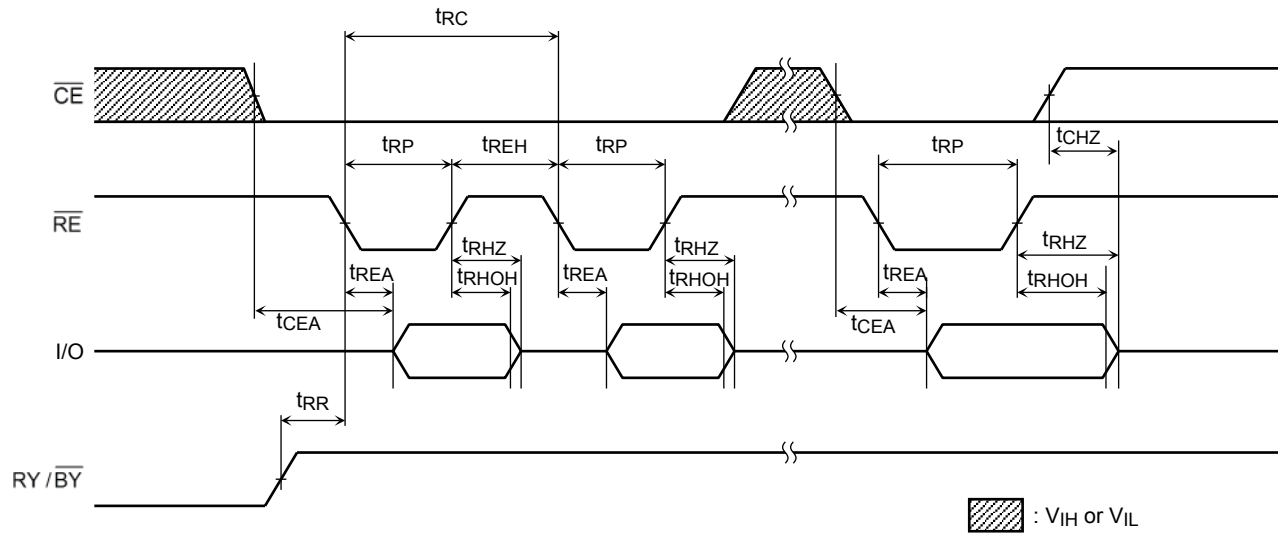 tRC
CE
tCHZ
tRP tREH tRP tRP
RE
tRHZ tRHZ tRHZ
tREA tRHOH tREA tRHOH tREA tRHOH
tCEA tCEA
I/O
tRR
RY / BY
: VIH or VIL